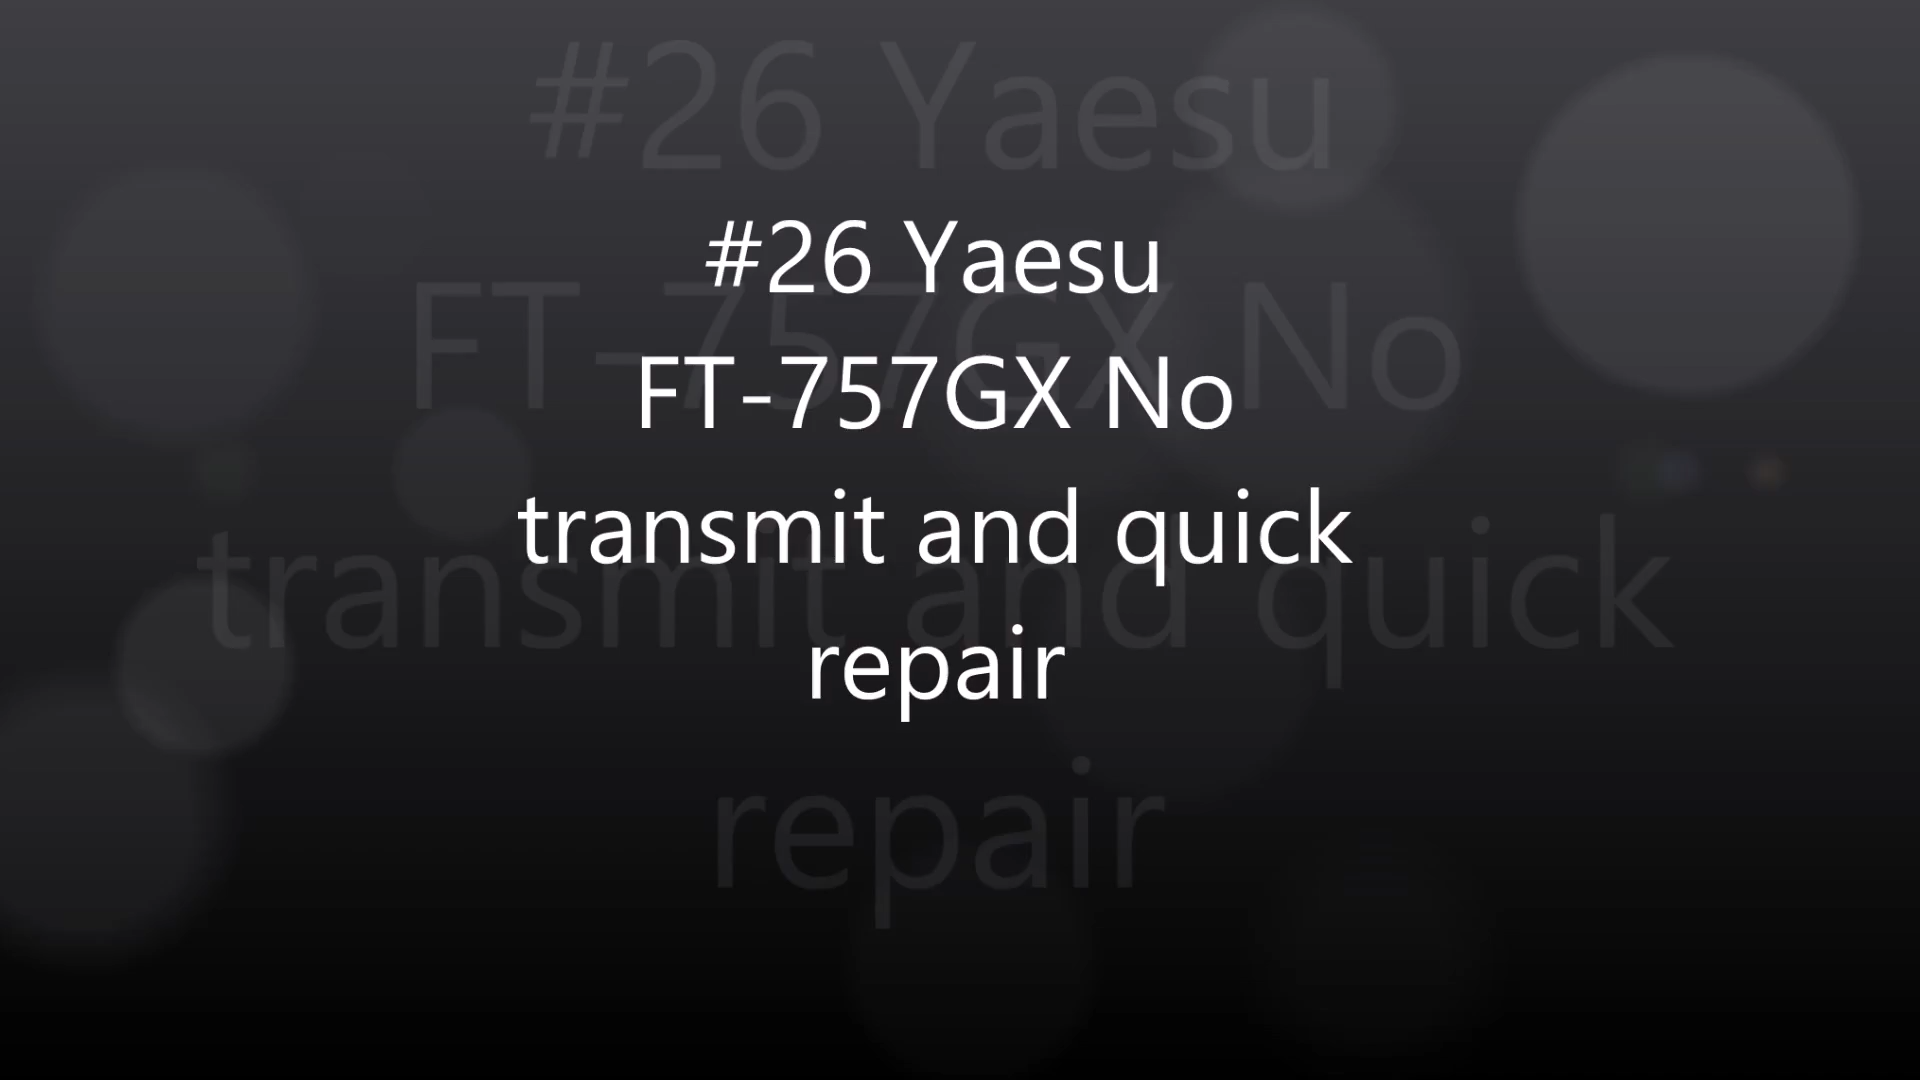 #26 Yaesu
FT-757GX No
transmit and quick
repair